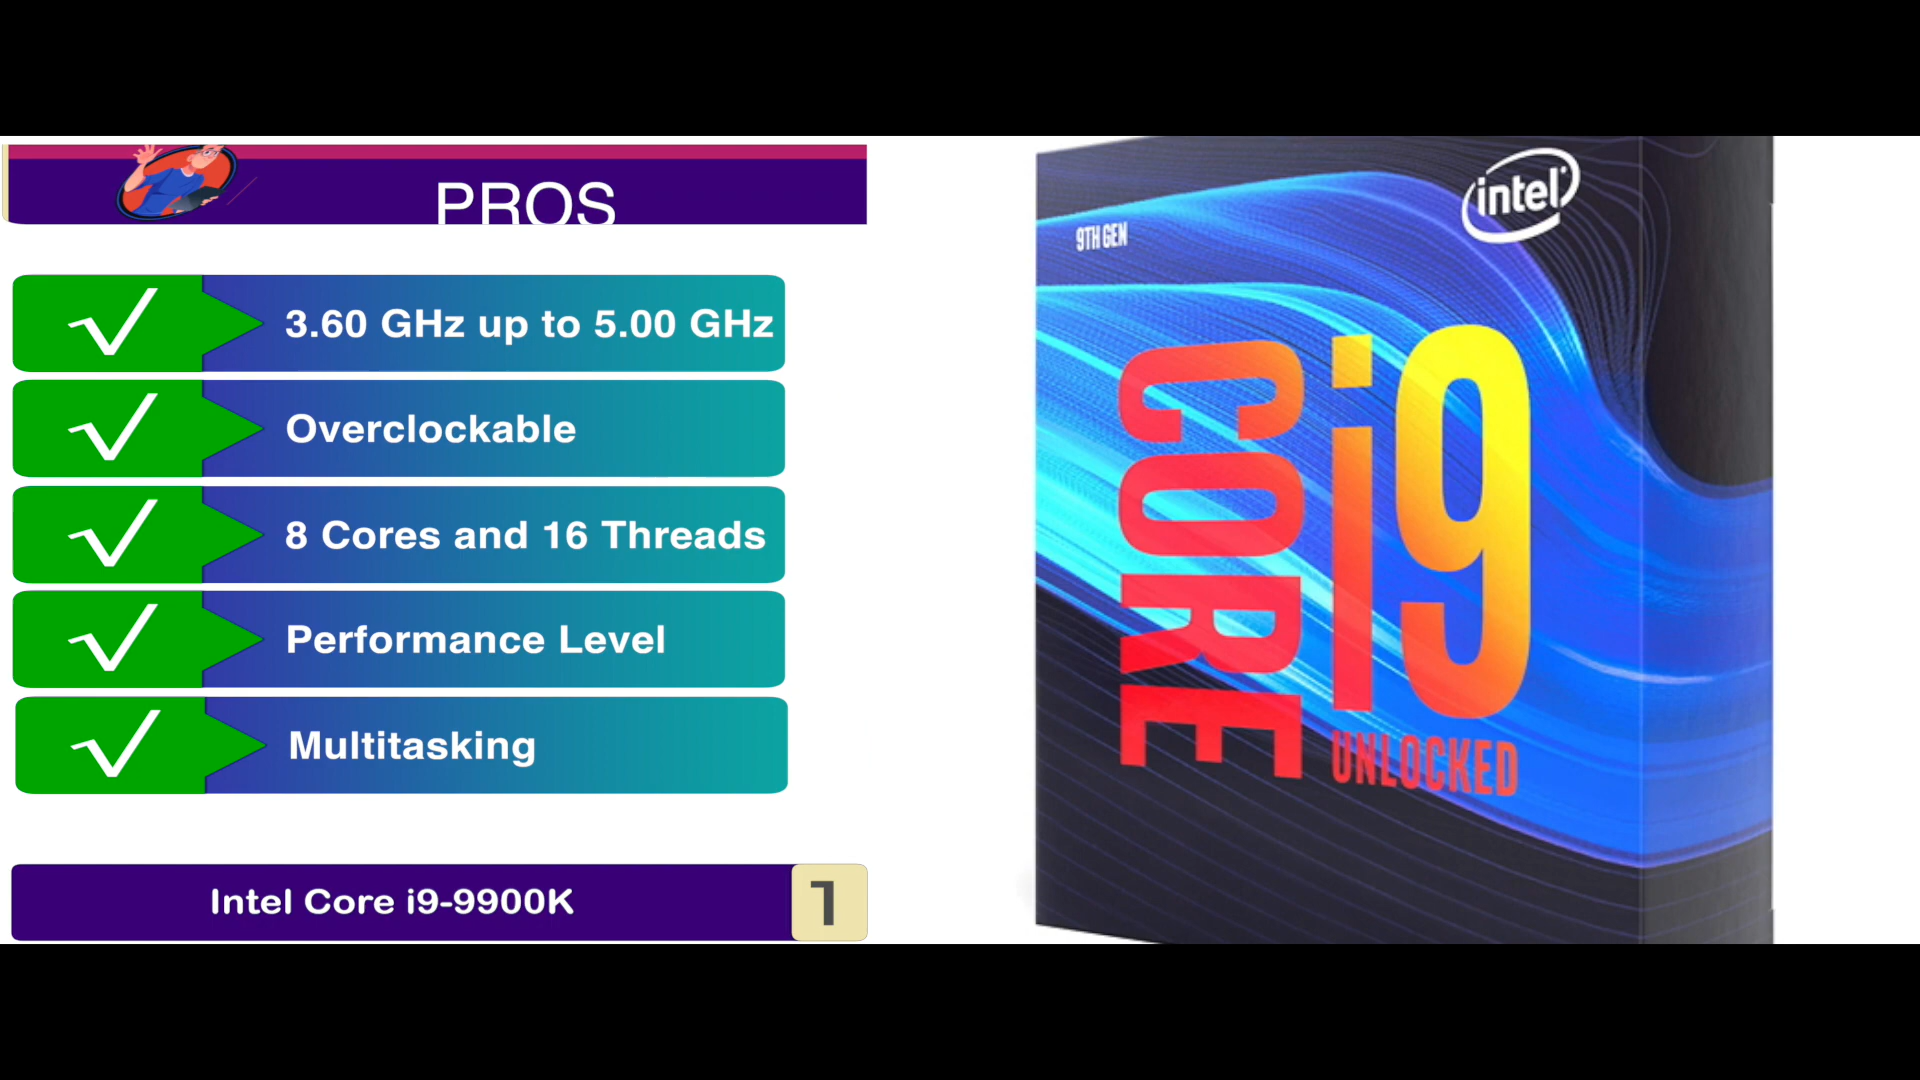 PROS
3.60 GHz up to 5.00 GHz
Overclockable
8 Cores and 16 Threads
Performance Level
Multitasking
Intel Core i9-9900K
1
intel
9TH GEN
CORE
i9
UNLOCKED